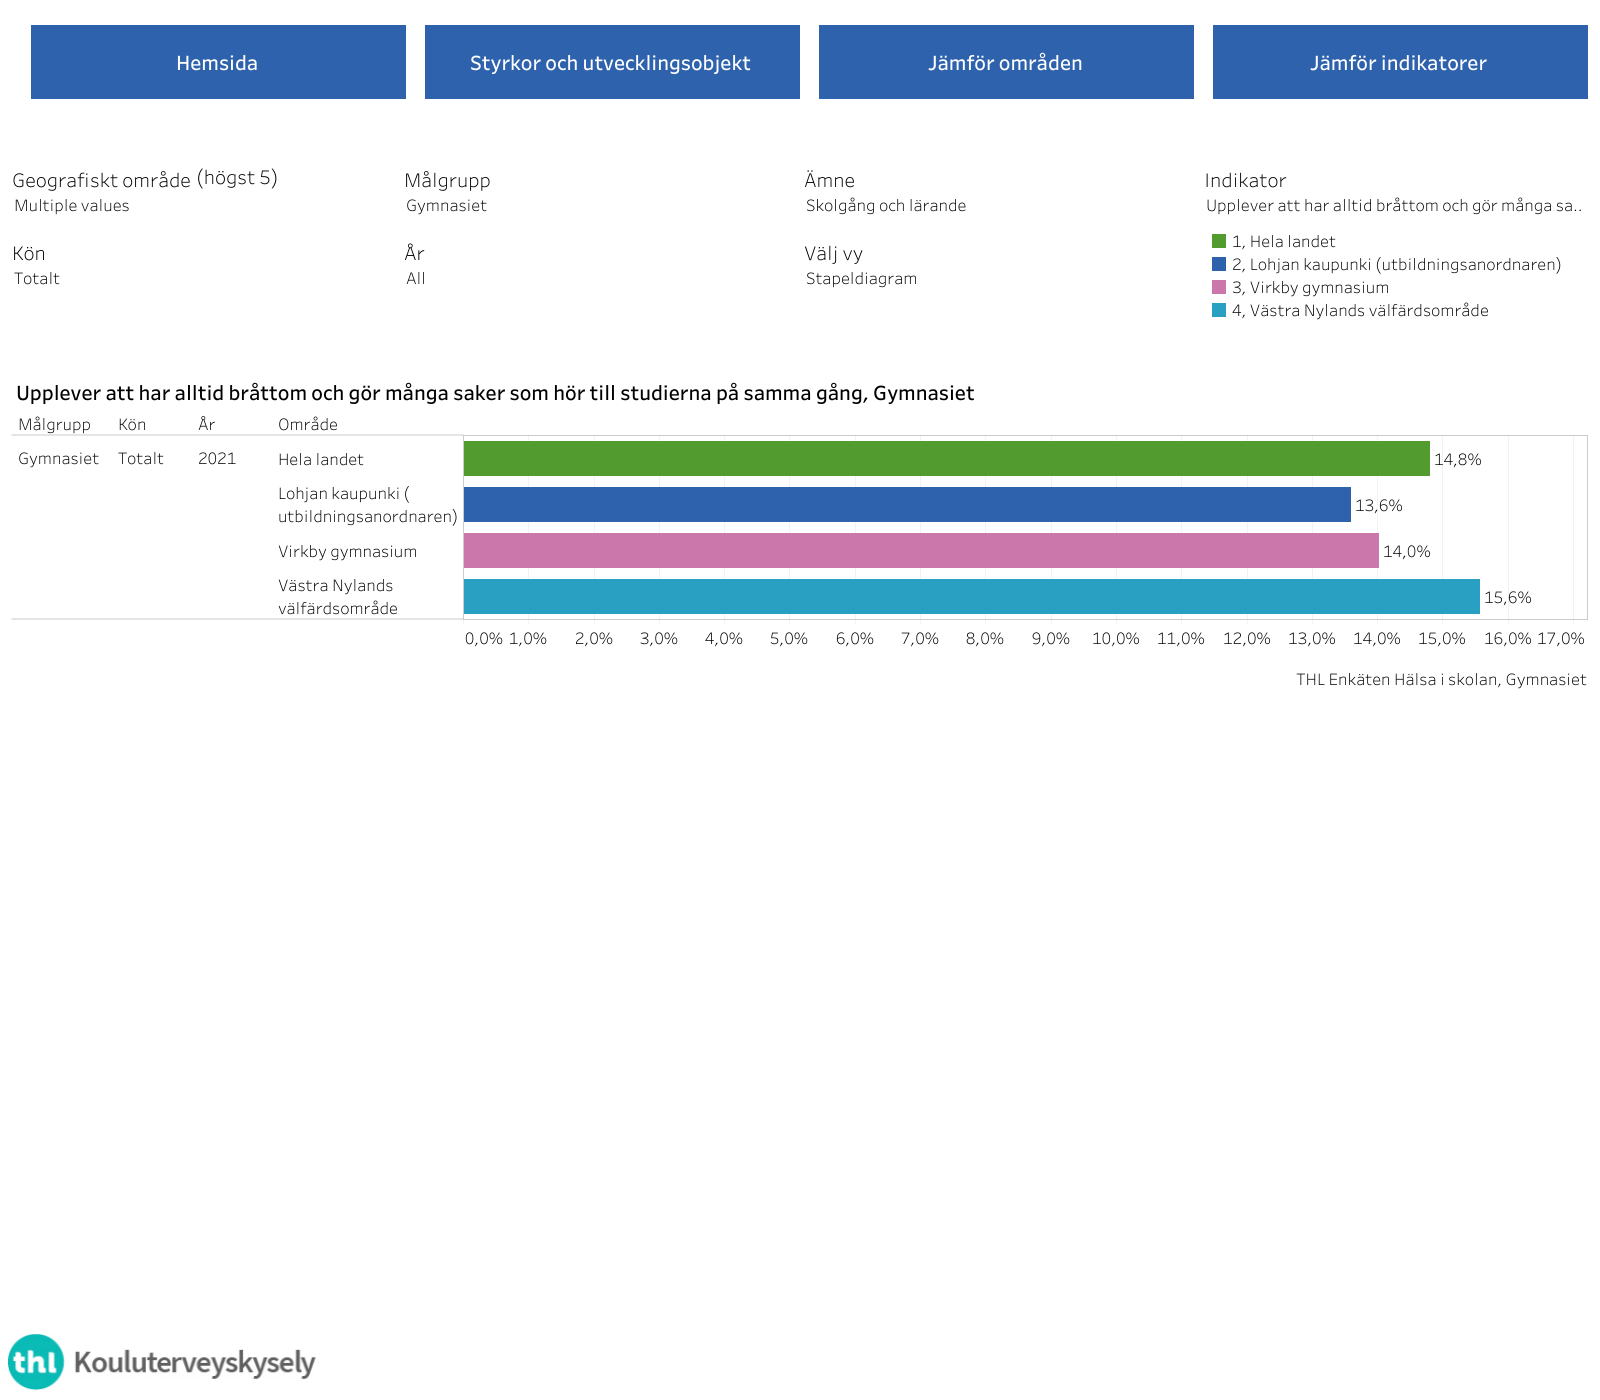 Hemsida
Styrkor och utvecklingsobjekt
Jämför områden
Jämför indikatorer
Geografiskt område (högst 5)
Multiple values
Målgrupp
Gymnasiet
Ämne
Skolgång och lärande
Indikator
Upplever att har alltid bråttom och gör många sa..
Kön
Totalt
År
All
Välj vy
Stapeldiagram
1, Hela landet
2, Lohjan kaupunki (utbildningsanordnaren)
3, Virkby gymnasium
4, Västra Nylands välfärdsområde
Upplever att har alltid bråttom och gör många saker som hör till studierna på samma gång, Gymnasiet
Målgrupp Kön År Område
Gymnasiet Totalt 2021 Hela landet 14,8%
Lohjan kaupunki (
utbildningsanordnaren) 13,6%
Virkby gymnasium 14,0%
Västra Nylands
välfärdsområde 15,6%
0,0% 1,0% 2,0% 3,0% 4,0% 5,0% 6,0% 7,0% 8,0% 9,0% 10,0% 11,0% 12,0% 13,0% 14,0% 15,0% 16,0% 17,0%
THL Enkäten Hälsa i skolan, Gymnasiet
thl Kouluterveyskysely